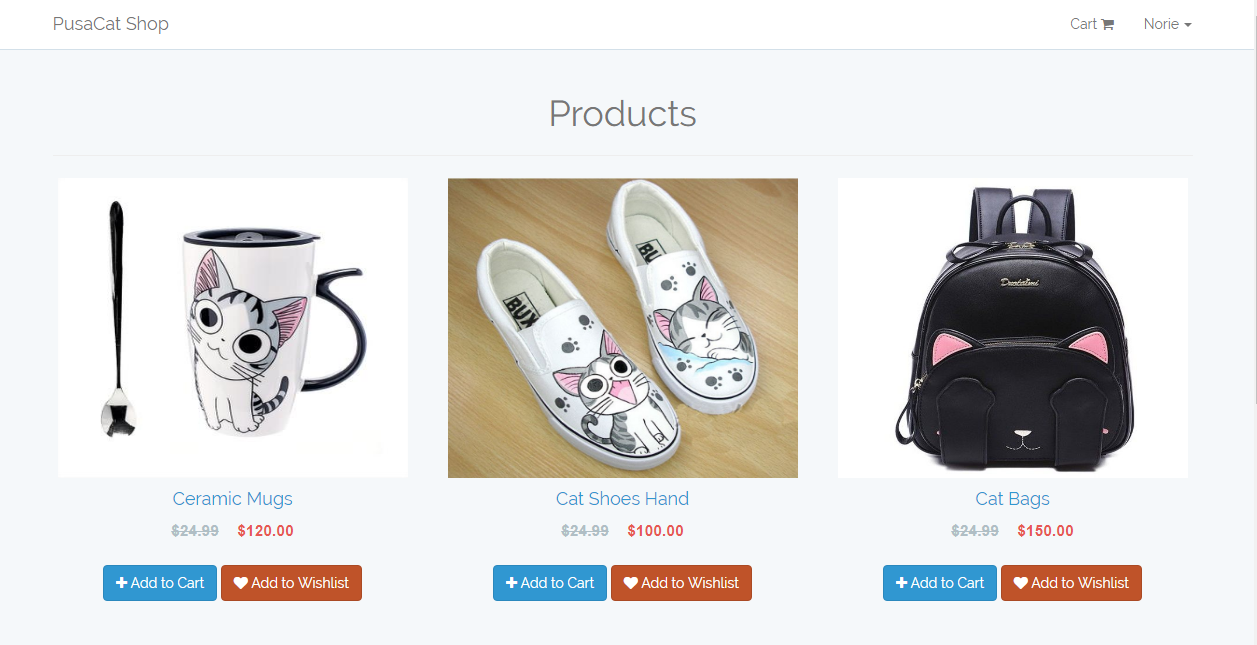 PusaCat Shop
Cart
Norie
Products
BUX
Ceramic Mugs
Cat Shoes Hand
Cat Bags
$24.99 $120.00
$24.99 $100.00
$24.99 $150.00
Add to Cart
Add to Wishlist
Add to Cart
Add to Wishlist
Add to Cart
Add to Wishlist